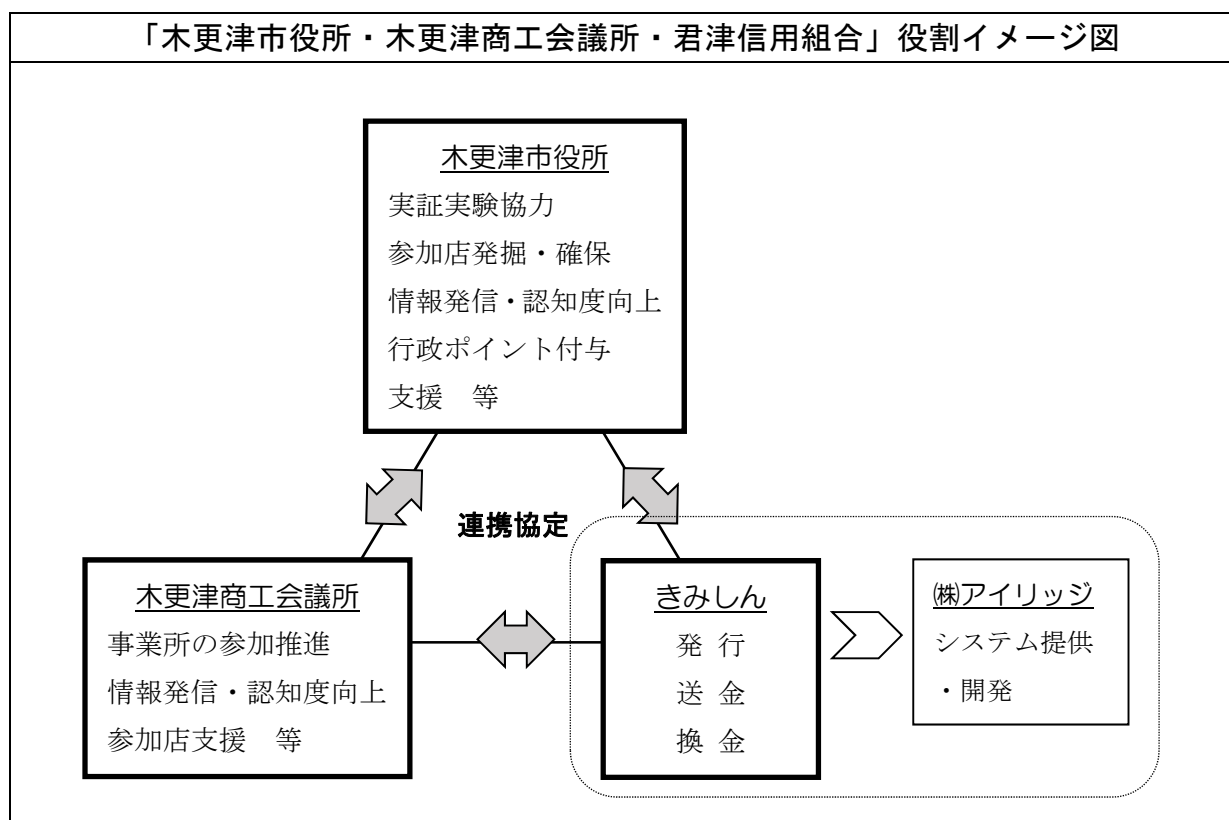 「木更津市役所・木更津商工会議所・君津信用組合」役割イメージ図
木更津市役所
実証実験協力
参加店発掘・確保
情報発信・認知度向上
行政ポイント付与
支援　等
連携協定
木更津商工会議所
事業所の参加推進
情報発信・認知度向上
参加店支援　等
きみしん
発 行
送 金
換 金
㈱アイリッジ
システム提供
・開発